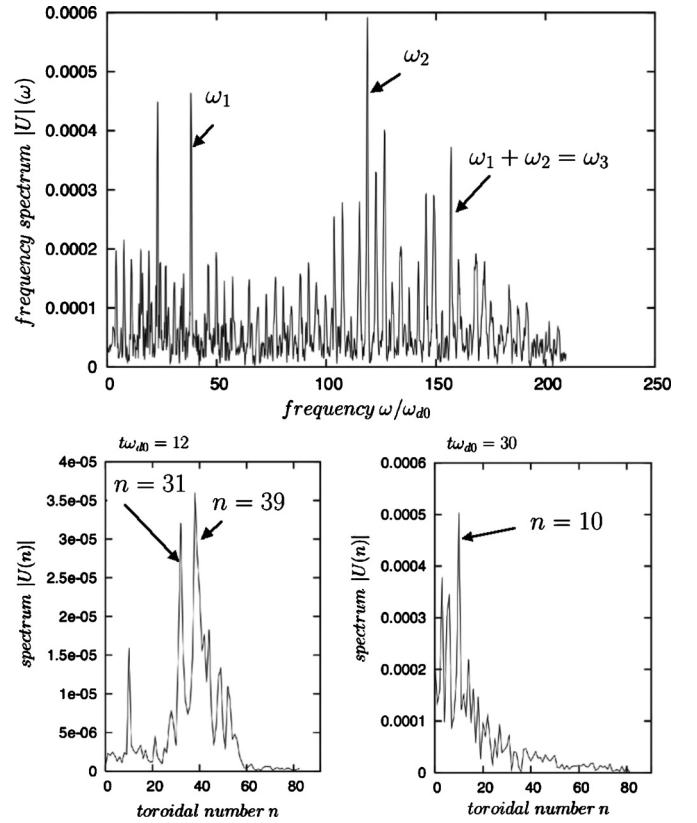 0.0006
0.0005
0.0004
0.0003
0.0002
0.0001
0
frequency spectrum |U|(ω)
ω₁
ω₂
ω₁ + ω₂ = ω₃
0 50 100 150 200 250
frequency ω/ω_d0
tω_d0 = 12
4e-05
3.5e-05
3e-05
2.5e-05
2e-05
1.5e-05
1e-05
5e-06
0
spectrum |U(n)|
n = 31
n = 39
0 20 40 60 80
toroidal number n
tω_d0 = 30
0.0006
0.0005
0.0004
0.0003
0.0002
0.0001
0
spectrum |U(n)|
n = 10
0 20 40 60 80
toroidal number n